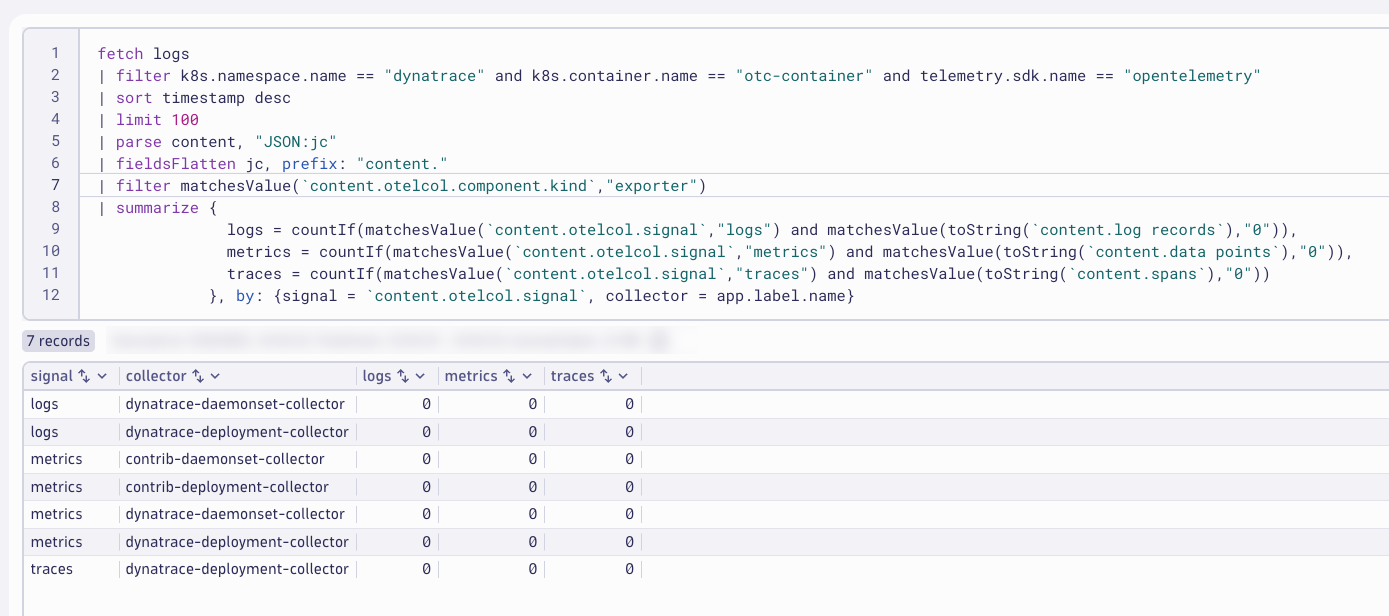 1 fetch logs
2 | filter k8s.namespace.name == "dynatrace" and k8s.container.name == "otc-container" and telemetry.sdk.name == "opentelemetry"
3 | sort timestamp desc
4 | limit 100
5 | parse content, "JSON:jc"
6 | fieldsFlatten jc, prefix: "content."
7 | filter matchesValue(`content.otelcol.component.kind`,"exporter")
8 | summarize {
9 logs = countIf(matchesValue(`content.otelcol.signal`,"logs") and matchesValue(toString(`content.log records`),"0")),
10 metrics = countIf(matchesValue(`content.otelcol.signal`,"metrics") and matchesValue(toString(`content.data points`),"0")),
11 traces = countIf(matchesValue(`content.otelcol.signal`,"traces") and matchesValue(toString(`content.spans`),"0"))
12 }, by: {signal = `content.otelcol.signal`, collector = app.label.name}
7 records
signal collector logs metrics traces
logs dynatrace-daemonset-collector 0 0 0
logs dynatrace-deployment-collector 0 0 0
metrics contrib-daemonset-collector 0 0 0
metrics contrib-deployment-collector 0 0 0
metrics dynatrace-daemonset-collector 0 0 0
metrics dynatrace-deployment-collector 0 0 0
traces dynatrace-deployment-collector 0 0 0